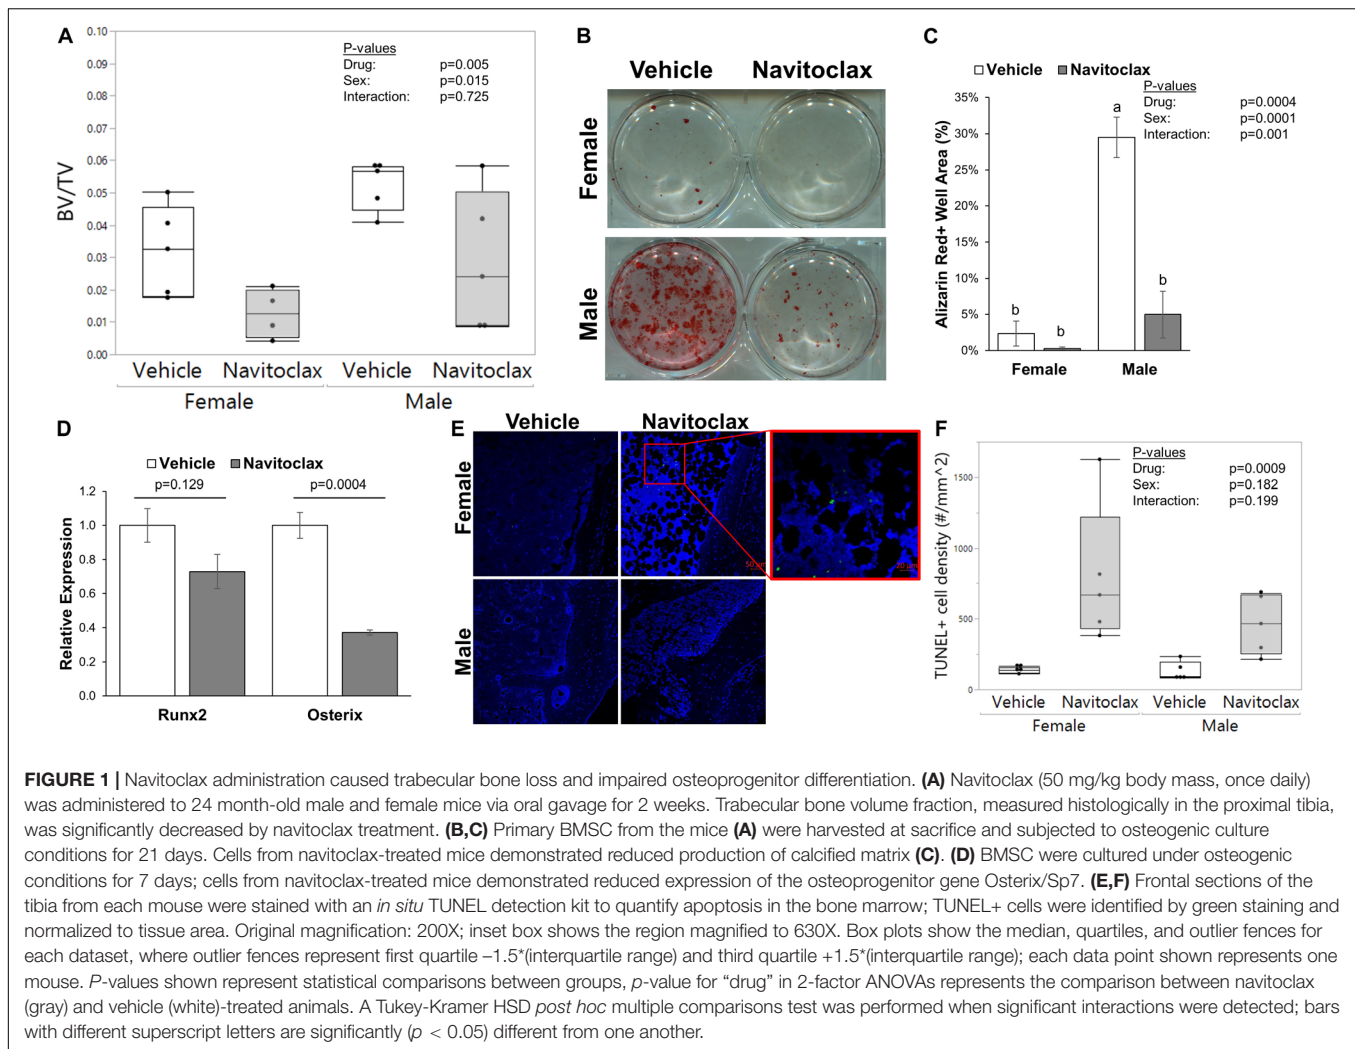 A
P-values
Drug: p=0.005
Sex: p=0.015
Interaction: p=0.725
BV/TV
0.10
0.09
0.08
0.07
0.06
0.05
0.04
0.03
0.02
0.01
0.00
Vehicle Navitoclax Vehicle Navitoclax
Female Male
B
Vehicle Navitoclax
Female
Male
C
Vehicle Navitoclax
P-values
Drug: p=0.0004
Sex: p=0.0001
Interaction: p=0.001
Alizarin Red+ Well Area (%)
35%
30%
25%
20%
15%
10%
5%
0%
b b a b
Female Male
D
Vehicle Navitoclax
p=0.129 p=0.0004
Relative Expression
1.2
1.0
0.8
0.6
0.4
0.2
0.0
Runx2 Osterix
E
Vehicle Navitoclax
Female
Male
50 µm
20 µm
F
P-values
Drug: p=0.0009
Sex: p=0.182
Interaction: p=0.199
TUNEL+ cell density (#/mm^2)
1500
1000
500
0
Vehicle Navitoclax Vehicle Navitoclax
Female Male
FIGURE 1 | Navitoclax administration caused trabecular bone loss and impaired osteoprogenitor differentiation. (A) Navitoclax (50 mg/kg body mass, once daily)
was administered to 24 month-old male and female mice via oral gavage for 2 weeks. Trabecular bone volume fraction, measured histologically in the proximal tibia,
was significantly decreased by navitoclax treatment. (B,C) Primary BMSC from the mice (A) were harvested at sacrifice and subjected to osteogenic culture
conditions for 21 days. Cells from navitoclax-treated mice demonstrated reduced production of calcified matrix (C). (D) BMSC were cultured under osteogenic
conditions for 7 days; cells from navitoclax-treated mice demonstrated reduced expression of the osteoprogenitor gene Osterix/Sp7. (E,F) Frontal sections of the
tibia from each mouse were stained with an in situ TUNEL detection kit to quantify apoptosis in the bone marrow; TUNEL+ cells were identified by green staining and
normalized to tissue area. Original magnification: 200X; inset box shows the region magnified to 630X. Box plots show the median, quartiles, and outlier fences for
each dataset, where outlier fences represent first quartile –1.5*(interquartile range) and third quartile +1.5*(interquartile range); each data point shown represents one
mouse. P-values shown represent statistical comparisons between groups, p-value for “drug” in 2-factor ANOVAs represents the comparison between navitoclax
(gray) and vehicle (white)-treated animals. A Tukey-Kramer HSD post hoc multiple comparisons test was performed when significant interactions were detected; bars
with different superscript letters are significantly (p < 0.05) different from one another.